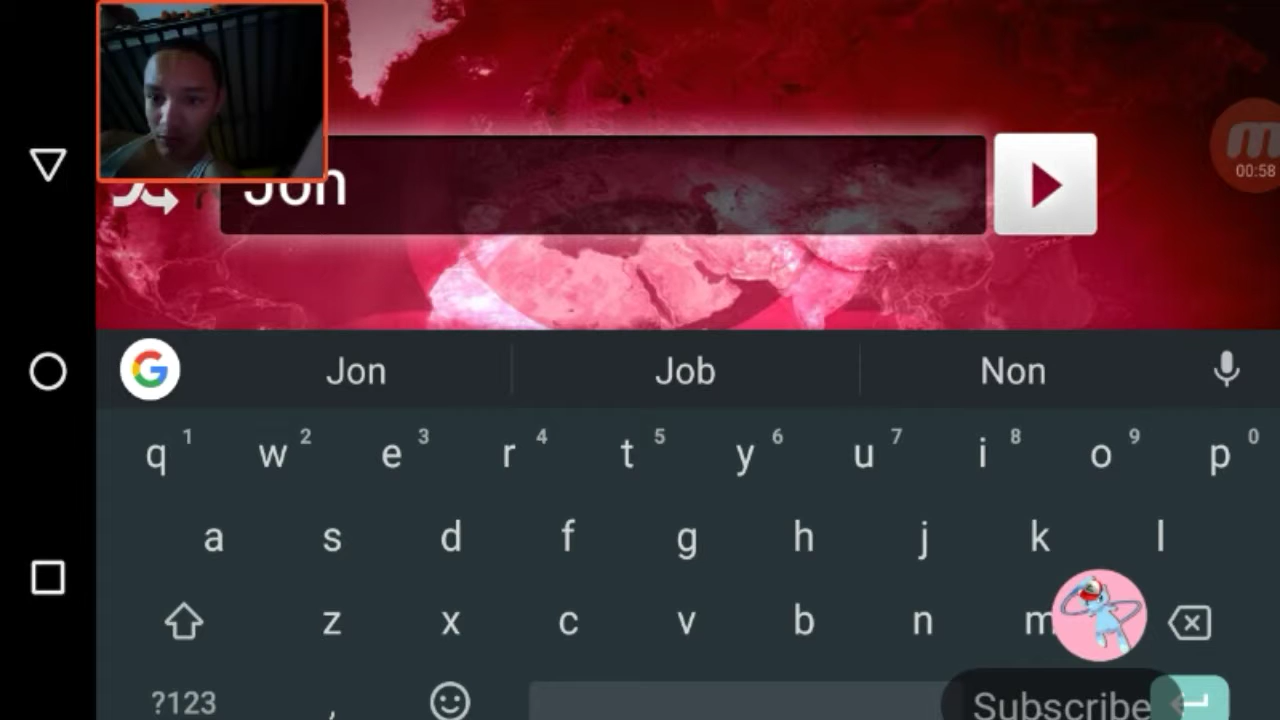 Jon
00:58
Jon Job Non
q 1 w 2 e 3 r 4 t 5 y 6 u 7 i 8 o 9 p 0
a s d f g h j k l
z x c v b n m
?123 , Subscribe